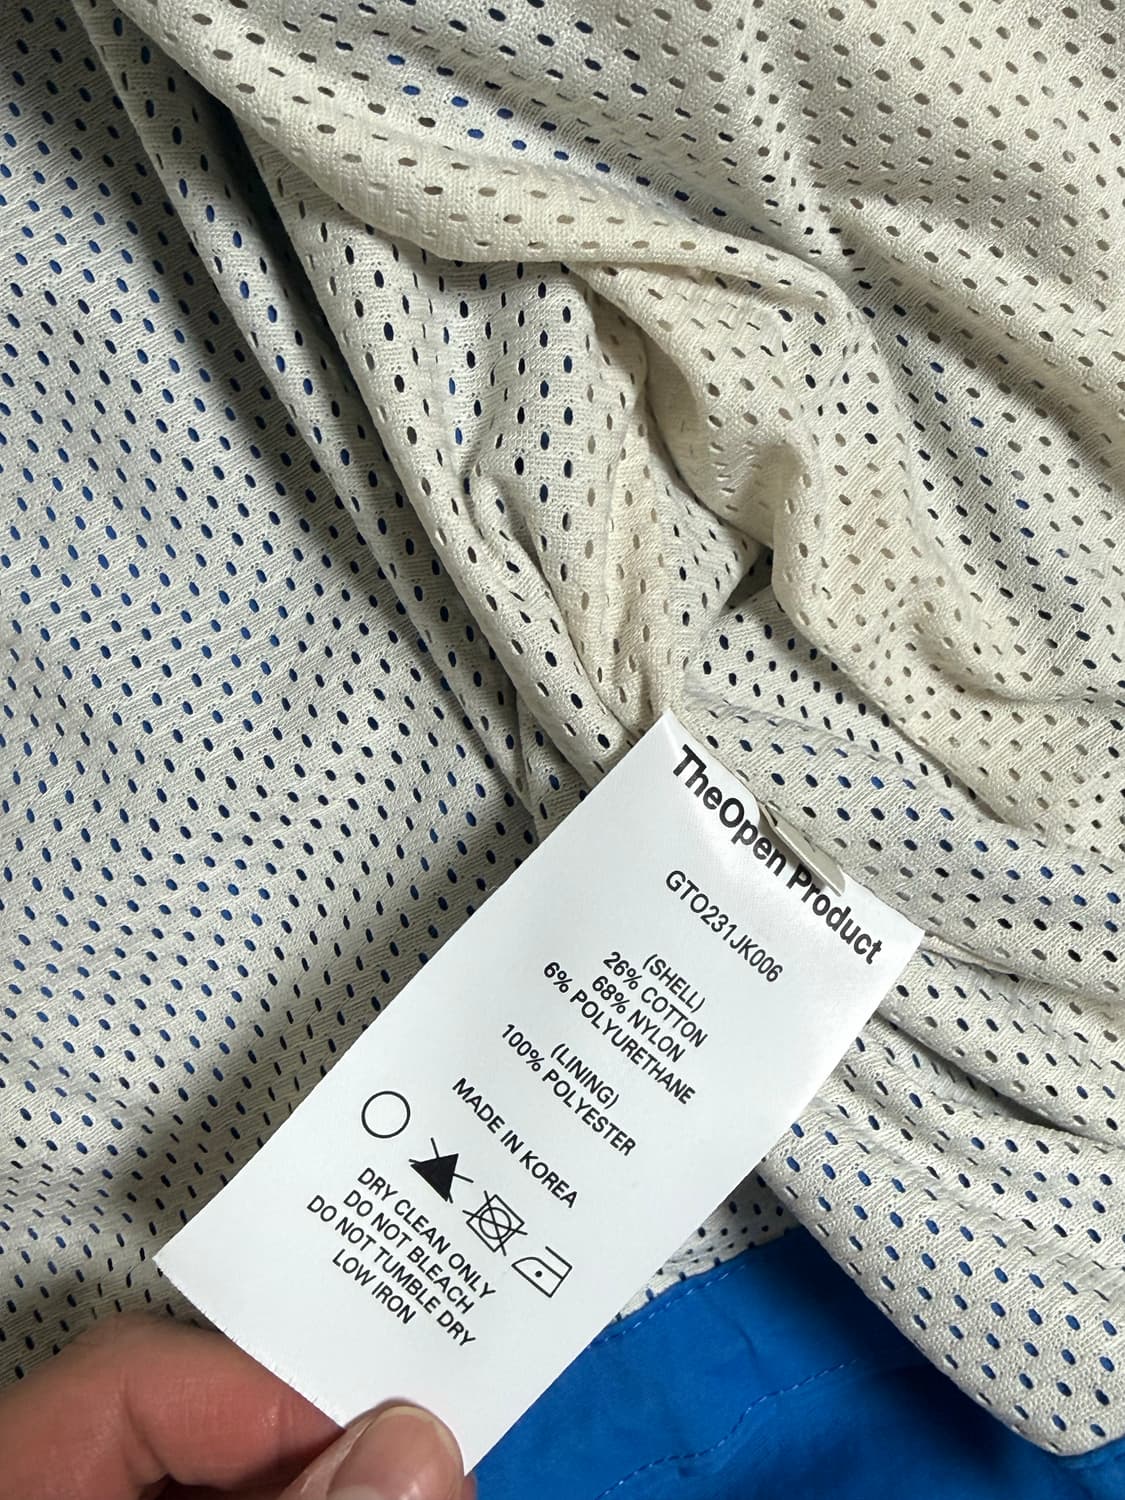 TheOpen Product
GTO231JK006
(SHELL)
26% COTTON
68% NYLON
6% POLYURETHANE
(LINING)
100% POLYESTER
MADE IN KOREA
DRY CLEAN ONLY
DO NOT BLEACH
DO NOT TUMBLE DRY
LOW IRON